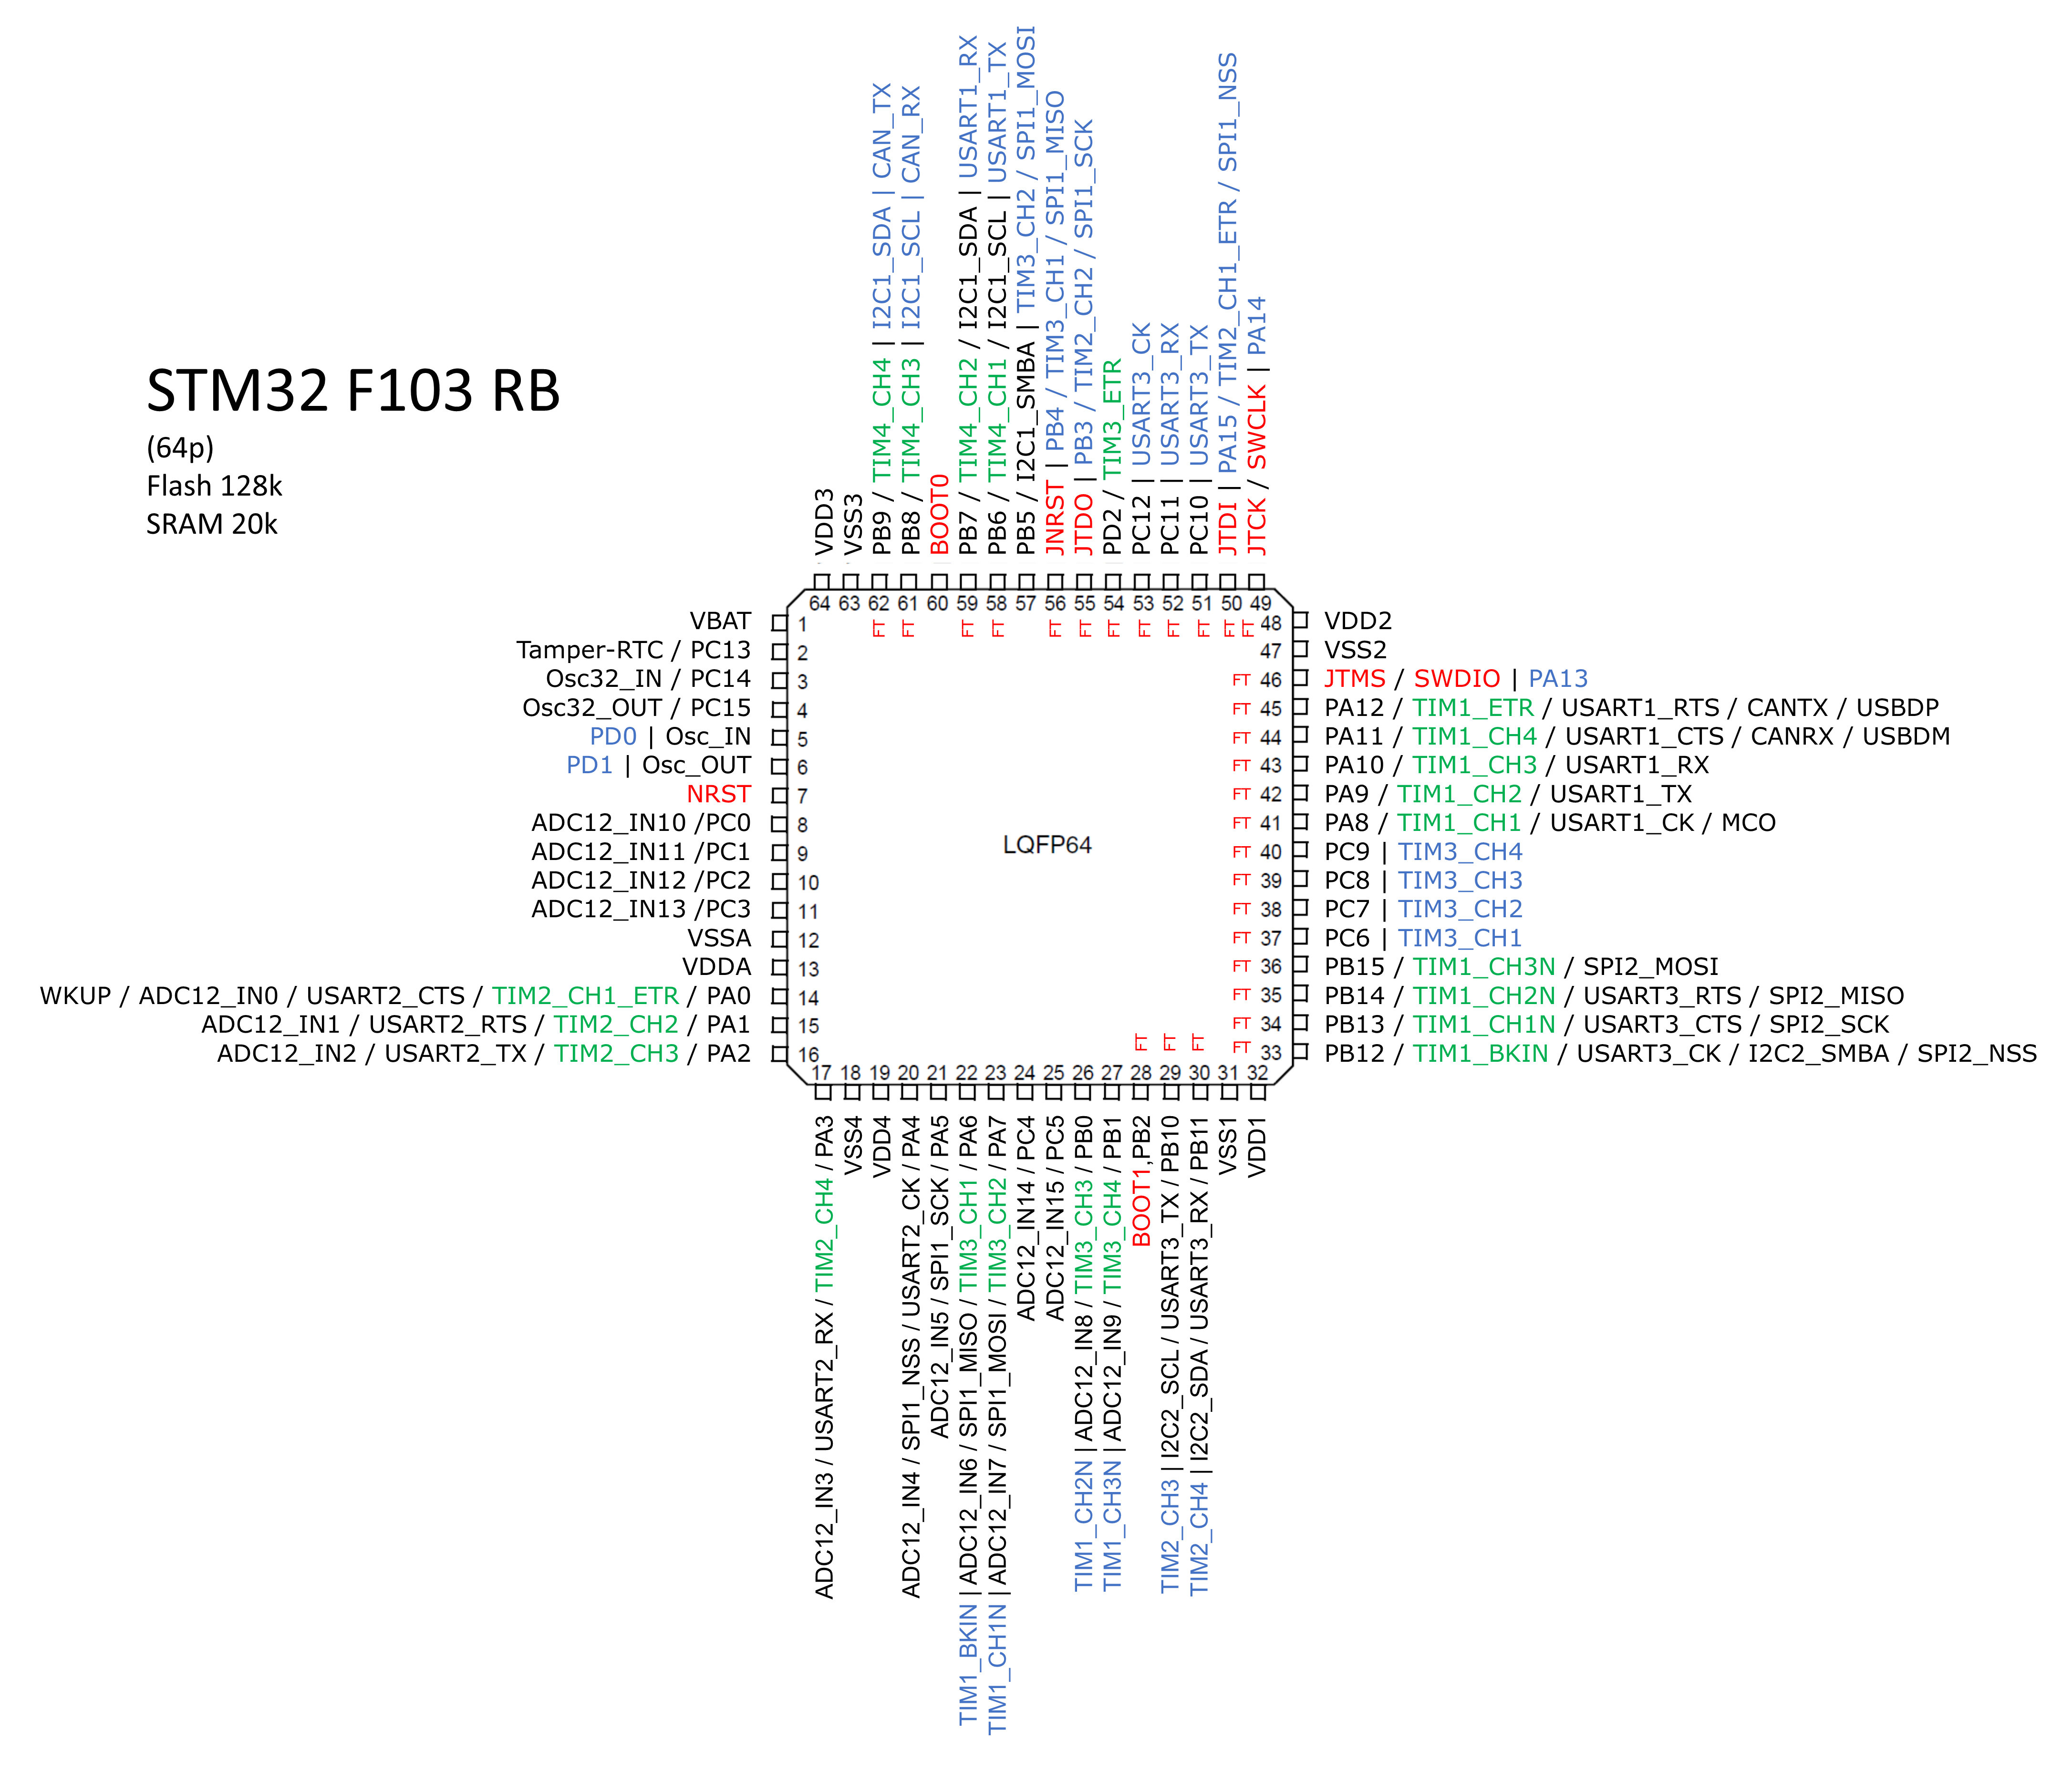 STM32 F103 RB
(64p)
Flash 128k
SRAM 20k
VDD3
VSS3
PB9 / TIM4_CH4 | I2C1_SDA | CAN_TX
PB8 / TIM4_CH3 | I2C1_SCL | CAN_RX
BOOT0
PB7 / TIM4_CH2 / I2C1_SDA | USART1_RX
PB6 / TIM4_CH1 / I2C1_SCL | USART1_TX
PB5 / I2C1_SMBA | TIM3_CH2 / SPI1_MOSI
JNRST | PB4 / TIM3_CH1 / SPI1_MISO
JTDO | PB3 / TIM2_CH2 / SPI1_SCK
PD2 / TIM3_ETR
PC12 | USART3_CK
PC11 | USART3_RX
PC10 | USART3_TX
JTDI | PA15 / TIM2_CH1_ETR / SPI1_NSS
JTCK / SWCLK | PA14
64 63 62 61 60 59 58 57 56 55 54 53 52 51 50 49
FT FT FT FT FT FT FT FT FT FT FT FT
VBAT 1
Tamper-RTC / PC13 2
Osc32_IN / PC14 3
Osc32_OUT / PC15 4
PD0 | Osc_IN 5
PD1 | Osc_OUT 6
NRST 7
ADC12_IN10 /PC0 8
ADC12_IN11 /PC1 9
ADC12_IN12 /PC2 10
ADC12_IN13 /PC3 11
VSSA 12
VDDA 13
WKUP / ADC12_IN0 / USART2_CTS / TIM2_CH1_ETR / PA0 14
ADC12_IN1 / USART2_RTS / TIM2_CH2 / PA1 15
ADC12_IN2 / USART2_TX / TIM2_CH3 / PA2 16
LQFP64
48 VDD2
47 VSS2
FT 46 JTMS / SWDIO | PA13
FT 45 PA12 / TIM1_ETR / USART1_RTS / CANTX / USBDP
FT 44 PA11 / TIM1_CH4 / USART1_CTS / CANRX / USBDM
FT 43 PA10 / TIM1_CH3 / USART1_RX
FT 42 PA9 / TIM1_CH2 / USART1_TX
FT 41 PA8 / TIM1_CH1 / USART1_CK / MCO
FT 40 PC9 | TIM3_CH4
FT 39 PC8 | TIM3_CH3
FT 38 PC7 | TIM3_CH2
FT 37 PC6 | TIM3_CH1
FT 36 PB15 / TIM1_CH3N / SPI2_MOSI
FT 35 PB14 / TIM1_CH2N / USART3_RTS / SPI2_MISO
FT 34 PB13 / TIM1_CH1N / USART3_CTS / SPI2_SCK
FT 33 PB12 / TIM1_BKIN / USART3_CK / I2C2_SMBA / SPI2_NSS
FT FT FT
17 18 19 20 21 22 23 24 25 26 27 28 29 30 31 32
ADC12_IN3 / USART2_RX / TIM2_CH4 / PA3
VSS4
VDD4
ADC12_IN4 / SPI1_NSS / USART2_CK / PA4
ADC12_IN5 / SPI1_SCK / PA5
TIM1_BKIN | ADC12_IN6 / SPI1_MISO / TIM3_CH1 / PA6
TIM1_CH1N | ADC12_IN7 / SPI1_MOSI / TIM3_CH2 / PA7
ADC12_IN14 / PC4
ADC12_IN15 / PC5
TIM1_CH2N | ADC12_IN8 / TIM3_CH3 / PB0
TIM1_CH3N | ADC12_IN9 / TIM3_CH4 / PB1
BOOT1,PB2
TIM2_CH3 | I2C2_SCL / USART3_TX / PB10
TIM2_CH4 | I2C2_SDA / USART3_RX / PB11
VSS1
VDD1